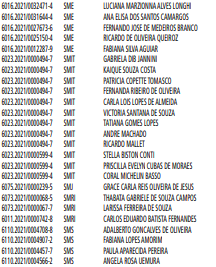 6016.2021/0032471-4 SME LUCIANA MARZONNA ALVES LONGHI
6016.2021/0031644-4 SME ANA ELISA DOS SANTOS CAMARGOS
6016.2021/0027673-6 SME FERNANDO JOSE DE MEDEIROS BRANCO
6016.2021/0025150-4 SME RICARDO DE OLIVEIRA QUEIROZ
6016.2021/0012287-9 SME FABIANA SILVA AGUIAR
6023.2021/0000494-7 SMIT GABRIELA DIB JANNINI
6023.2021/0000494-7 SMIT KAIQUE SOUZA COSTA
6023.2021/0000494-7 SMIT PATRICIA COPETTE TOMASCO
6023.2021/0000494-7 SMIT FERNANDA RIBEIRO DE OLIVEIRA
6023.2021/0000494-7 SMIT CARLA LOIS LOPES DE ALMEIDA
6023.2021/0000494-7 SMIT VICTORIA SANTANA DE SOUZA
6023.2021/0000494-7 SMIT TATIANA GOMES LOPES
6023.2021/0000494-7 SMIT ANDRE MACHADO
6023.2021/0000494-7 SMIT RICARDO MALLET
6023.2021/0000599-4 SMIT STELLA BISTON CONTI
6023.2021/0000599-4 SMIT PRISCILLA EVELYN CUBAS DE MORAES
6023.2021/0000599-4 SMIT CORAL MICHELIN BASSO
6075.2021/0000239-5 SMJ GRACE CARLA REIS OLIVEIRA DE JESUS
6073.2021/0000068-5 SMRI THABATA GABRIELE DE SOUZA CAMPOS
6073.2021/0000067-7 SMRI LARISSA FERREIRA DE SOUZA
6011.2021/0000742-8 SMRI CARLOS EDUARDO BATISTA FERNANDES
6110.2021/0004708-8 SMS ADALBERTO GONCALVES DE OLIVEIRA
6110.2021/0004907-2 SMS FABIANA LOPES AMORIM
6110.2021/0004457-7 SMS PAULA APARECIDA PEREIRA
6110.2021/0004566-2 SMS ANGELA ROSA UEMURA